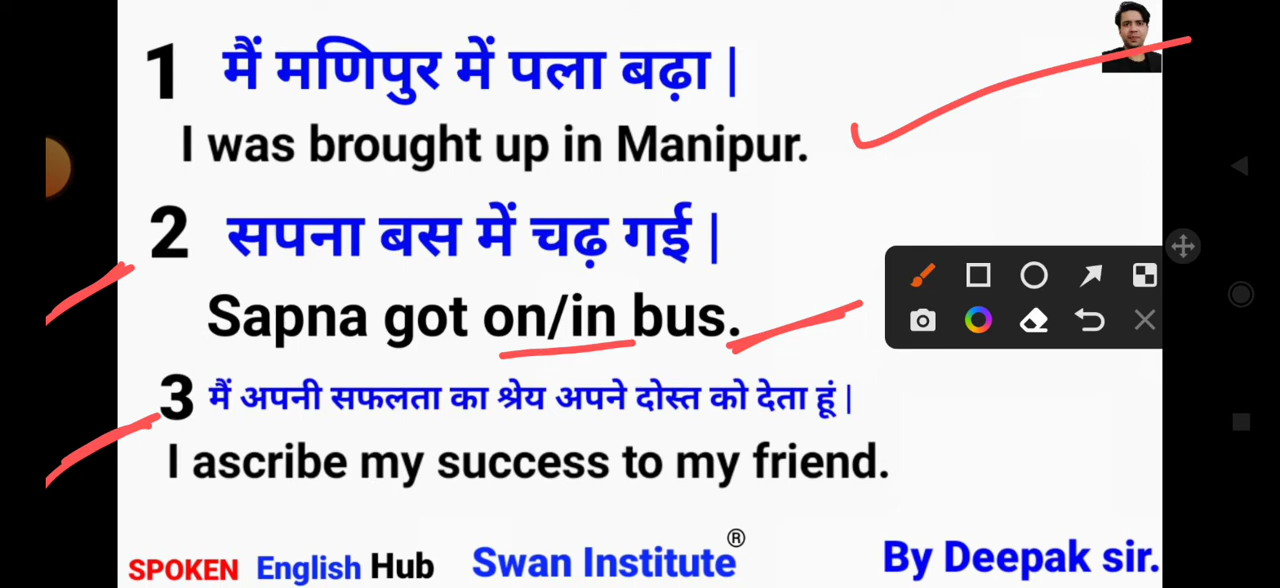 1 मैं मणिपुर में पला बढ़ा |
I was brought up in Manipur.
2 सपना बस में चढ़ गई |
Sapna got on/in bus.
3 मैं अपनी सफलता का श्रेय अपने दोस्त को देता हूं |
I ascribe my success to my friend.
SPOKEN English Hub Swan Institute ® By Deepak sir.